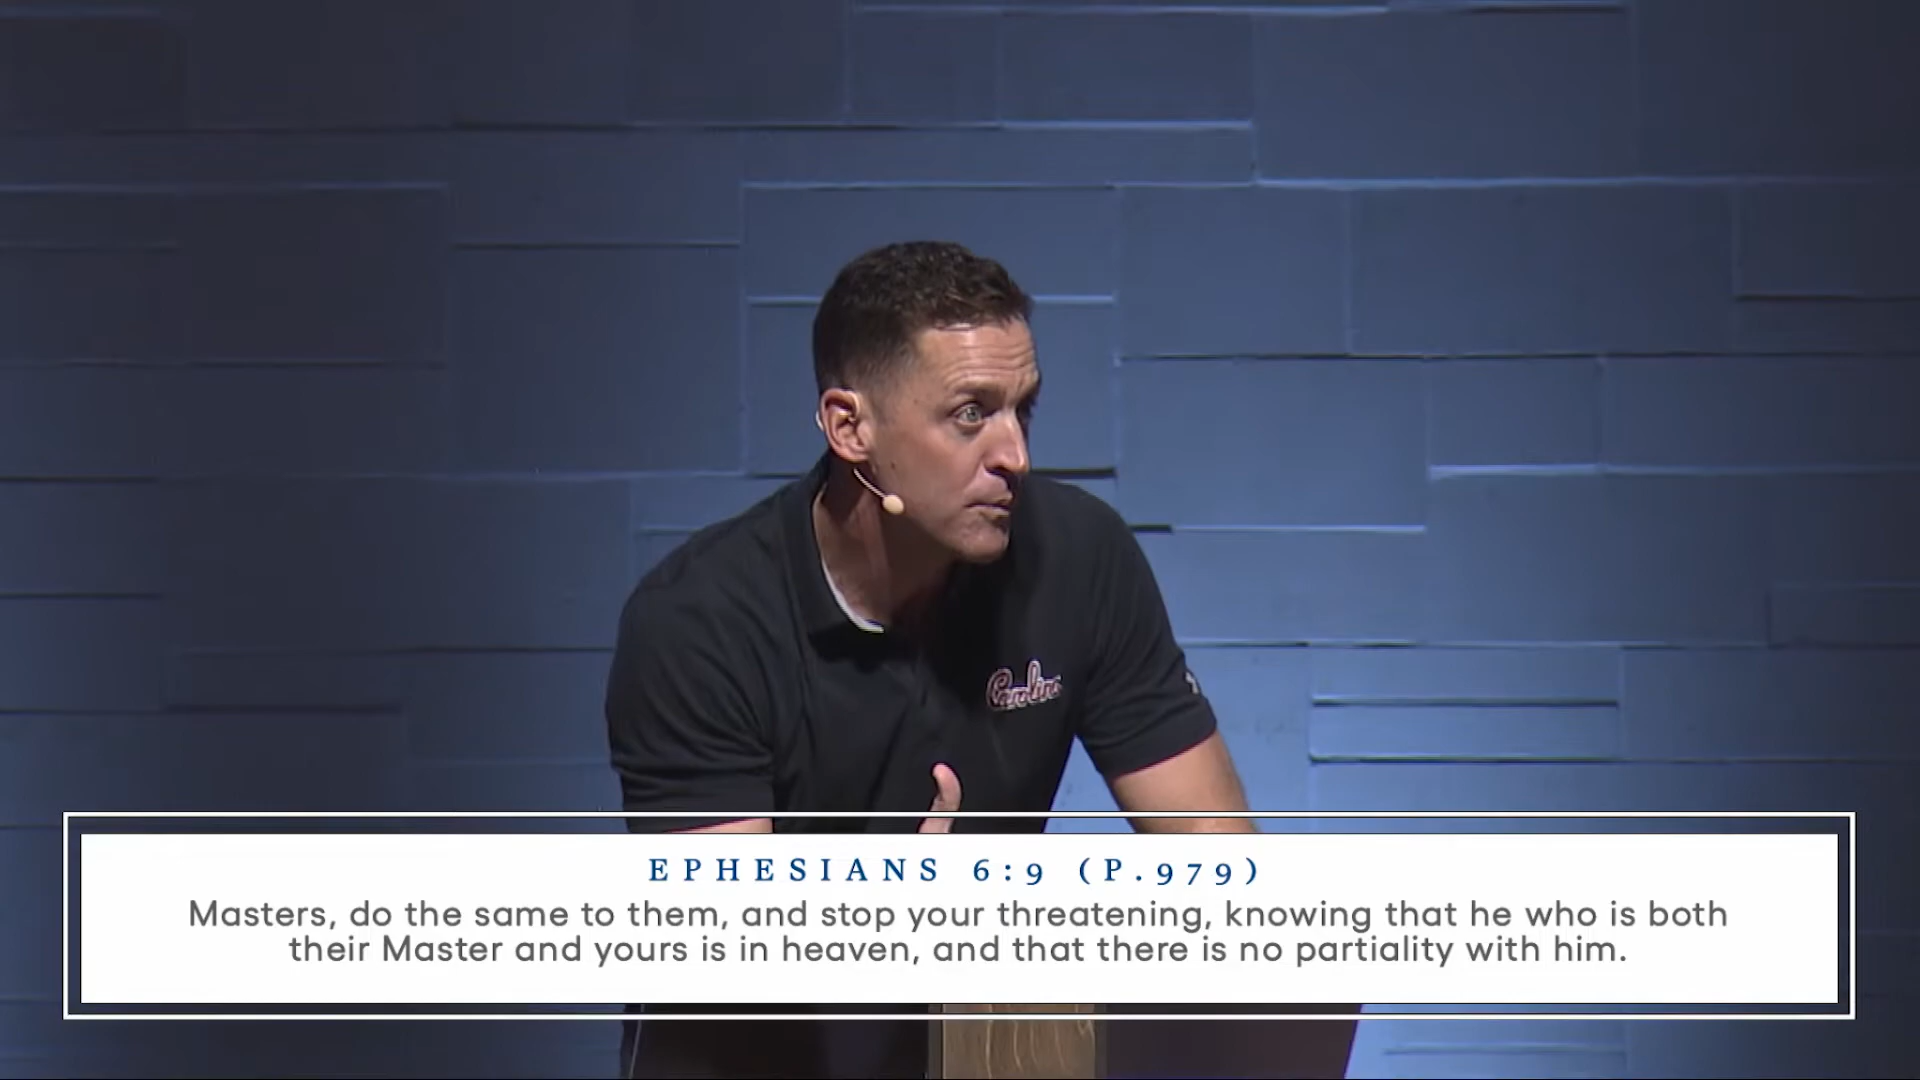 Carolina
EPHESIANS 6:9 (P.979)
Masters, do the same to them, and stop your threatening, knowing that he who is both
their Master and yours is in heaven, and that there is no partiality with him.